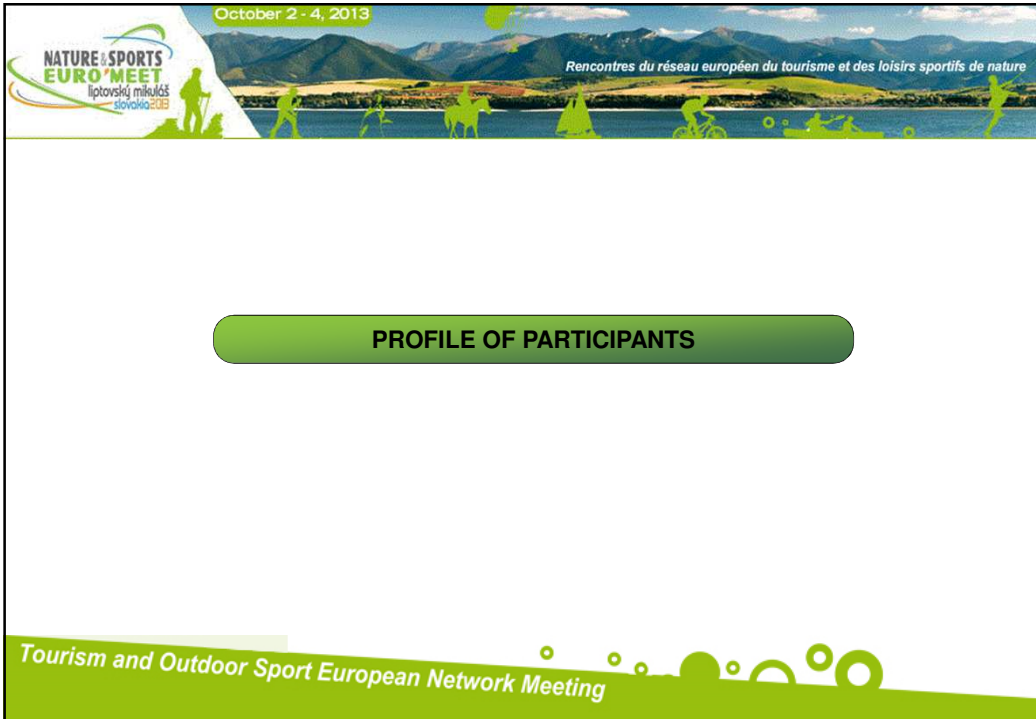 October 2 - 4, 2013
NATURE & SPORTS
EURO'MEET
liptovský mikuláš
slovakia2013
Rencontres du réseau européen du tourisme et des loisirs sportifs de nature
PROFILE OF PARTICIPANTS
Tourism and Outdoor Sport European Network Meeting